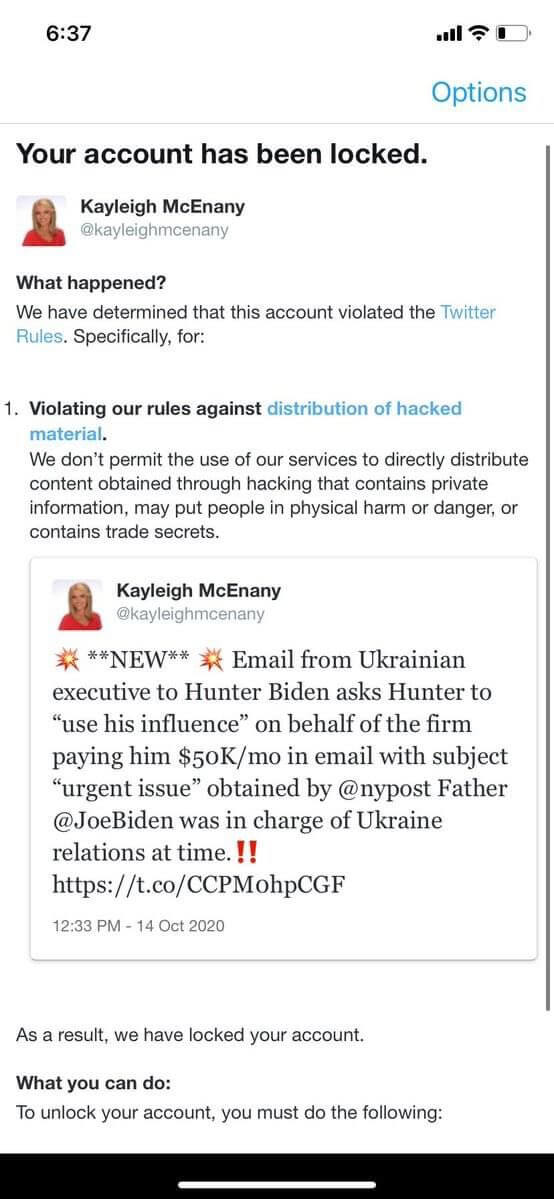 6:37
Options
Your account has been locked.
Kayleigh McEnany
@kayleighmcenany
What happened?
We have determined that this account violated the Twitter
Rules. Specifically, for:
1. Violating our rules against distribution of hacked
material.
We don’t permit the use of our services to directly distribute
content obtained through hacking that contains private
information, may put people in physical harm or danger, or
contains trade secrets.
Kayleigh McEnany
@kayleighmcenany
💥 **NEW** 💥 Email from Ukrainian
executive to Hunter Biden asks Hunter to
“use his influence” on behalf of the firm
paying him $50K/mo in email with subject
“urgent issue” obtained by @nypost Father
@JoeBiden was in charge of Ukraine
relations at time.‼️
https://t.co/CCPMohpCGF
12:33 PM - 14 Oct 2020
As a result, we have locked your account.
What you can do:
To unlock your account, you must do the following: